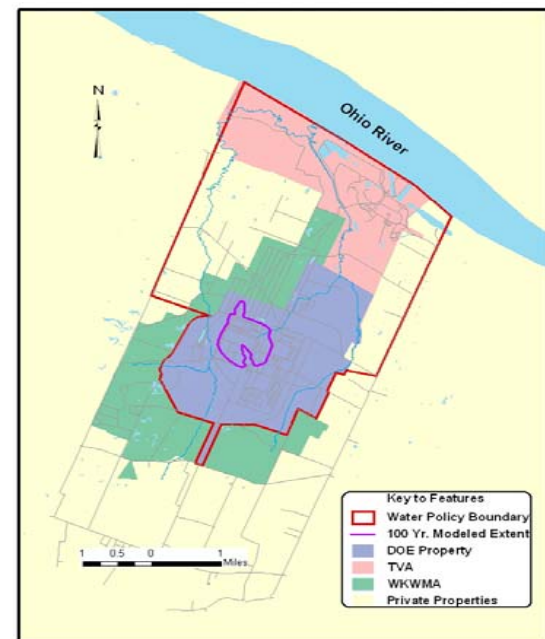 N
Ohio River
Key to Features
Water Policy Boundary
100 Yr. Modeled Extent
DOE Property
TVA
WKWMA
Private Properties
1 0.5 0 1
Miles